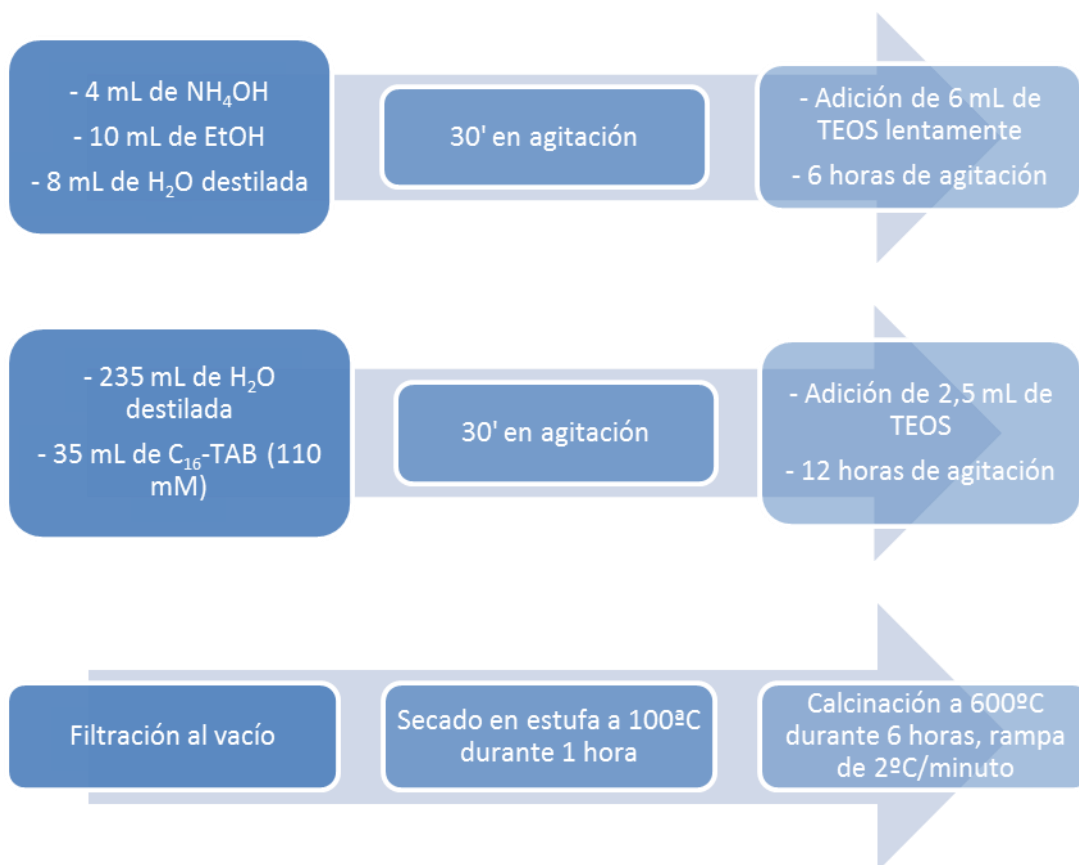 - 4 mL de NH₄OH
- 10 mL de EtOH
- 8 mL de H₂O destilada
30' en agitación
- Adición de 6 mL de
TEOS lentamente
- 6 horas de agitación
- 235 mL de H₂O
destilada
- 35 mL de C₁₆-TAB (110
mM)
30' en agitación
- Adición de 2,5 mL de
TEOS
- 12 horas de agitación
Filtración al vacío
Secado en estufa a 100ªC
durante 1 hora
Calcinación a 600ºC
durante 6 horas, rampa
de 2ºC/minuto